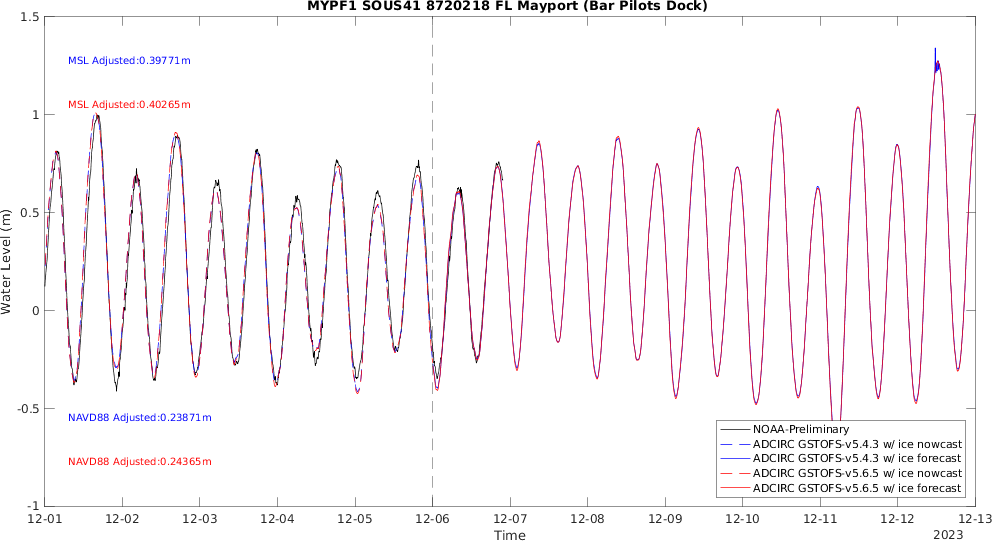 MYPF1 SOUS41 8720218 FL Mayport (Bar Pilots Dock)
1.5
MSL Adjusted:0.39771m
MSL Adjusted:0.40265m
1
0.5
Water Level (m)
0
-0.5
NAVD88 Adjusted:0.23871m
NAVD88 Adjusted:0.24365m
NOAA-Preliminary
ADCIRC GSTOFS-v5.4.3 w/ ice nowcast
ADCIRC GSTOFS-v5.4.3 w/ ice forecast
ADCIRC GSTOFS-v5.6.5 w/ ice nowcast
ADCIRC GSTOFS-v5.6.5 w/ ice forecast
-1
12-01 12-02 12-03 12-04 12-05 12-06 12-07 12-08 12-09 12-10 12-11 12-12 12-13
Time
2023